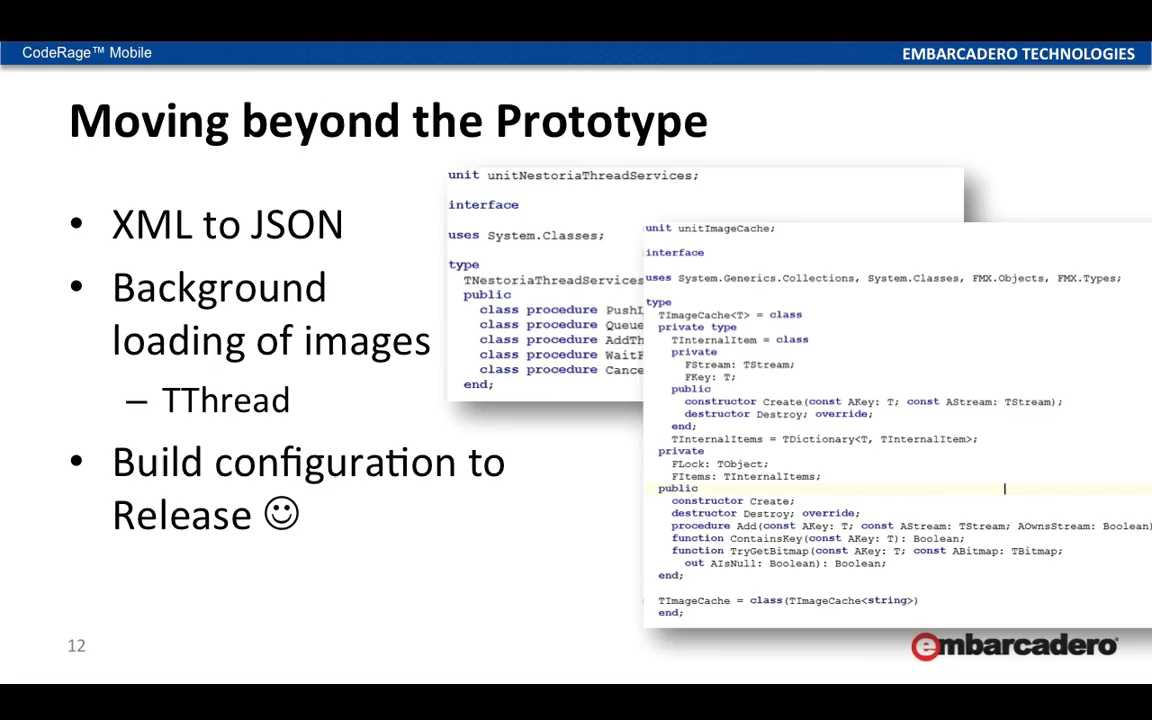 CodeRage™ Mobile
EMBARCADERO TECHNOLOGIES
Moving beyond the Prototype
• XML to JSON
• Background
loading of images
– TThread
• Build configuration to
Release ☺
unit unitNestoriaThreadServices;
interface
uses System.Classes;
type
TNestoriaThreadServices
public
class procedure
class procedure Queue
class procedure
class procedure
class procedure
end;
unit unitImageCache;
interface
uses System.Generics.Collections, System.Classes, FMX.Objects, FMX.Types;
type
TImageCache<T> = class
private type
TInternalItem = class
private
FStream: TStream;
FKey: T;
public
constructor Create(const AKey: T; const AStream: TStream);
destructor Destroy; override;
end;
TInternalItems = TDictionary<T, TInternalItem>;
private
FLock: TObject;
FItems: TInternalItems;
public
constructor Create;
destructor Destroy; override;
procedure Add(const AKey: T; const AStream: TStream; AOwnsStream: Boolean)
function ContainsKey(const AKey: T): Boolean;
function TryGetBitmap(const AKey: T; const ABitmap: TBitmap;
out AIsNull: Boolean): Boolean;
end;
TImageCache = class(TImageCache<string>)
end;
12
embarcadero